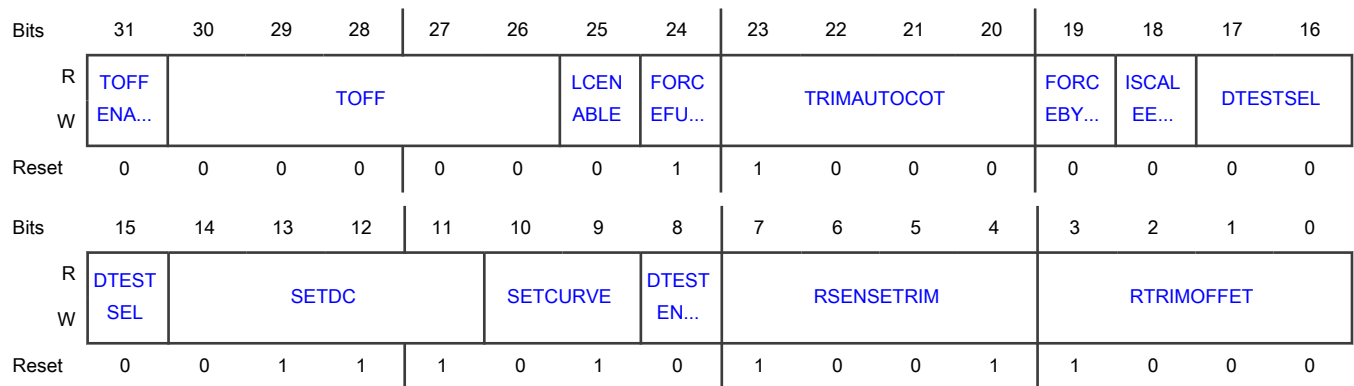 Bits 31 30 29 28 27 26 25 24 23 22 21 20 19 18 17 16
R TOFF TOFF LCEN FORC TRIMAUTOCOT FORC ISCAL DTESTSEL
W ENA... ABLE EFU... EBY... EE...
Reset 0 0 0 0 0 0 0 1 1 0 0 0 0 0 0 0
Bits 15 14 13 12 11 10 9 8 7 6 5 4 3 2 1 0
R DTEST SETDC SETCURVE DTEST RSENSETRIM RTRIMOFFET
W SEL EN...
Reset 0 0 1 1 1 0 1 0 1 0 0 1 1 0 0 0